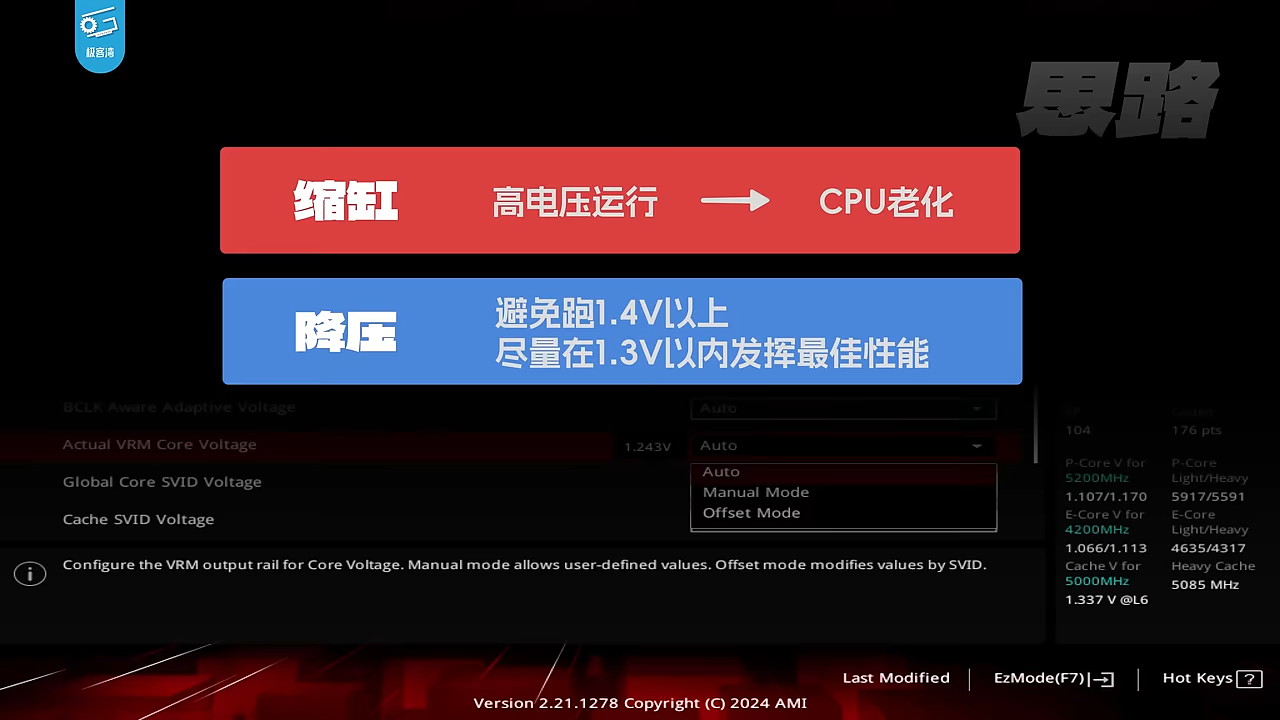 极客湾
思路
缩缸
高电压运行
CPU老化
降压
避免跑1.4V以上
尽量在1.3V以内发挥最佳性能
BCLK Aware Adaptive Voltage
Auto
Actual VRM Core Voltage
1.243V
Auto
Auto
Manual Mode
Offset Mode
Global Core SVID Voltage
Cache SVID Voltage
Configure the VRM output rail for Core Voltage. Manual mode allows user-defined values. Offset mode modifies values by SVID.
SP
Cooler
104
176 pts
P-Core V for
P-Core
5200MHz
Light/Heavy
1.107/1.170
5917/5591
E-Core V for
E-Core
4200MHz
Light/Heavy
1.066/1.113
4635/4317
Cache V for
Heavy Cache
5000MHz
5085 MHz
1.337 V @L6
Last Modified
EzMode(F7)
Hot Keys ?
Version 2.21.1278 Copyright (C) 2024 AMI